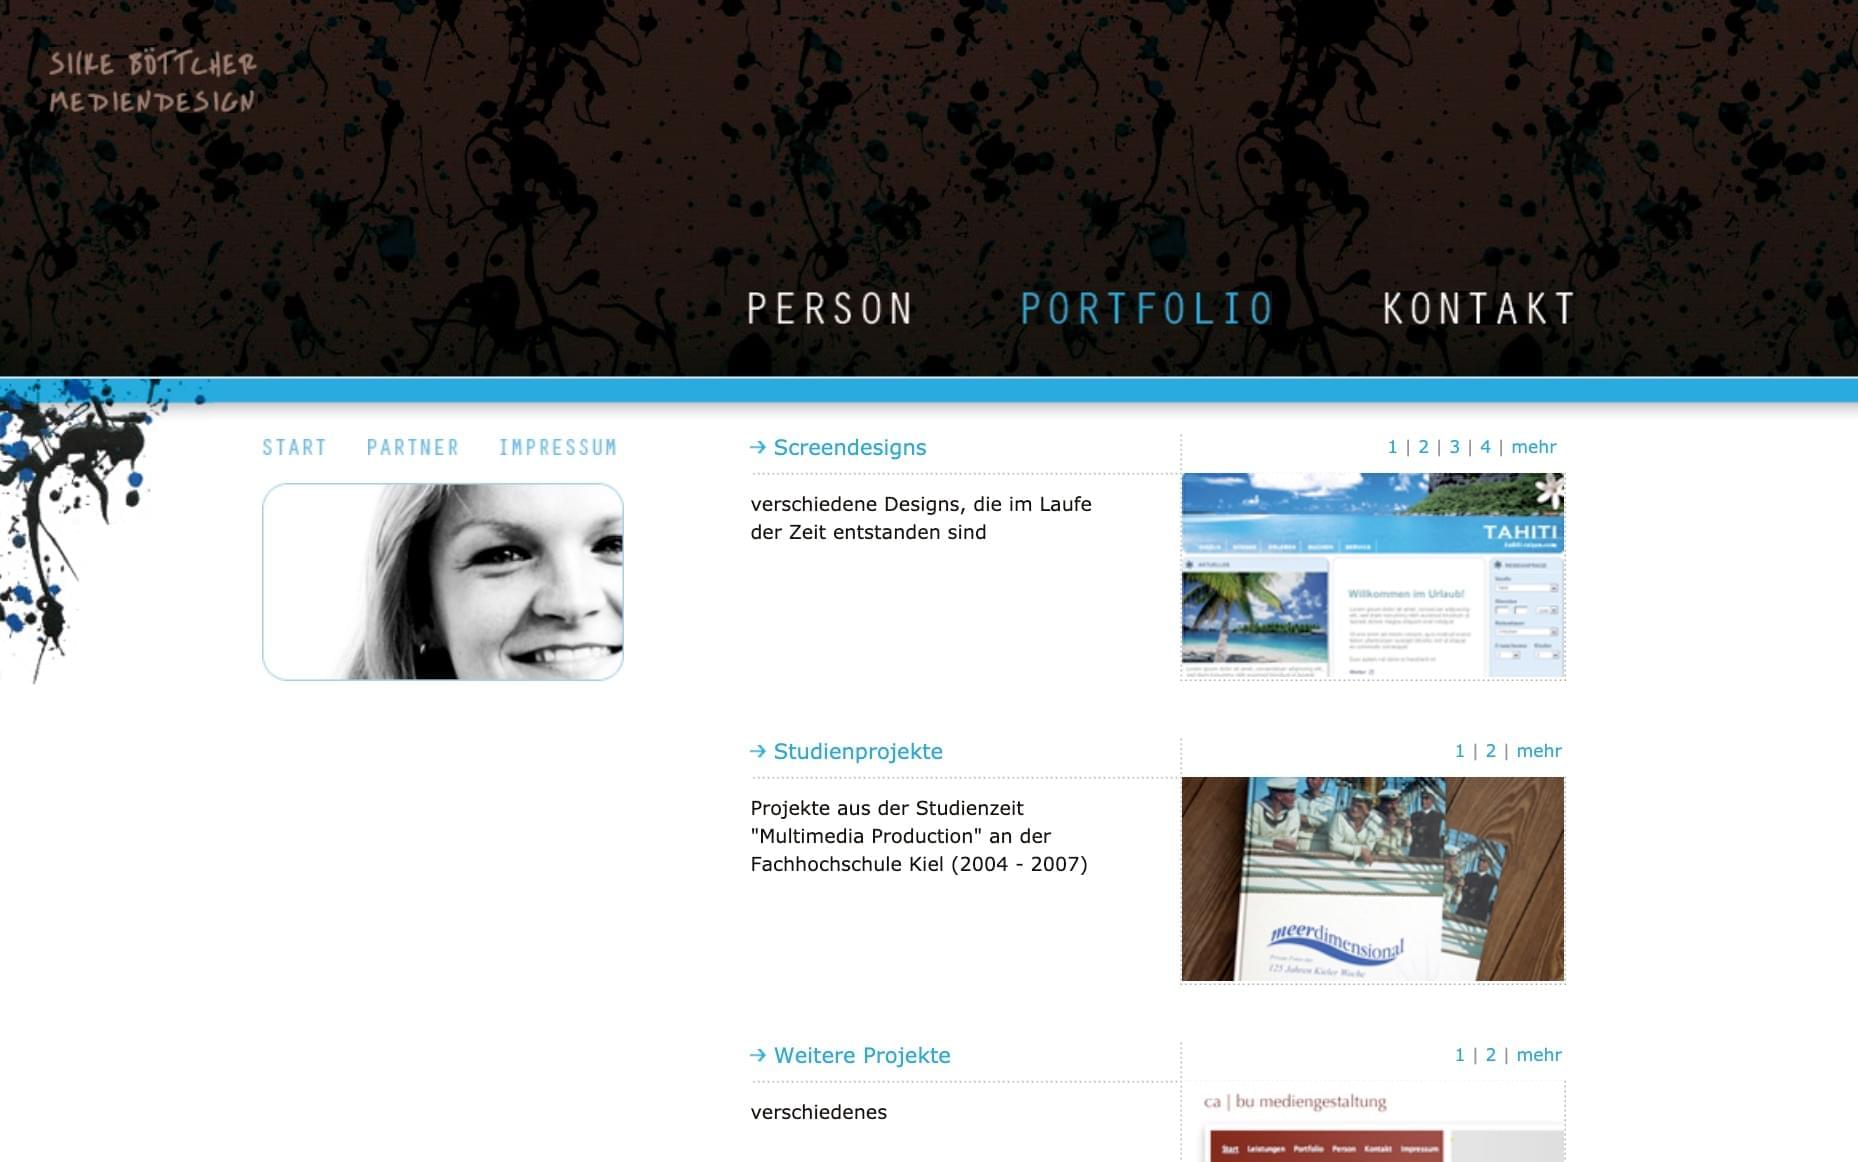 SIlKE BÖTTCHER
MEDIENDESIGN
PERSON PORTFOLIO KONTAKT
START PARTNER IMPRESSUM
→ Screendesigns
1 | 2 | 3 | 4 | mehr
verschiedene Designs, die im Laufe
der Zeit entstanden sind
TAHITI
AKTUELLES
Willkommen im Urlaub!
→ Studienprojekte
1 | 2 | mehr
Projekte aus der Studienzeit
"Multimedia Production" an der
Fachhochschule Kiel (2004 - 2007)
meerdimensional
125 Jahren Kieler Woche
→ Weitere Projekte
1 | 2 | mehr
verschiedenes
ca | bu mediengestaltung
Start Leistungen Portfolio Person Kontakt Impressum